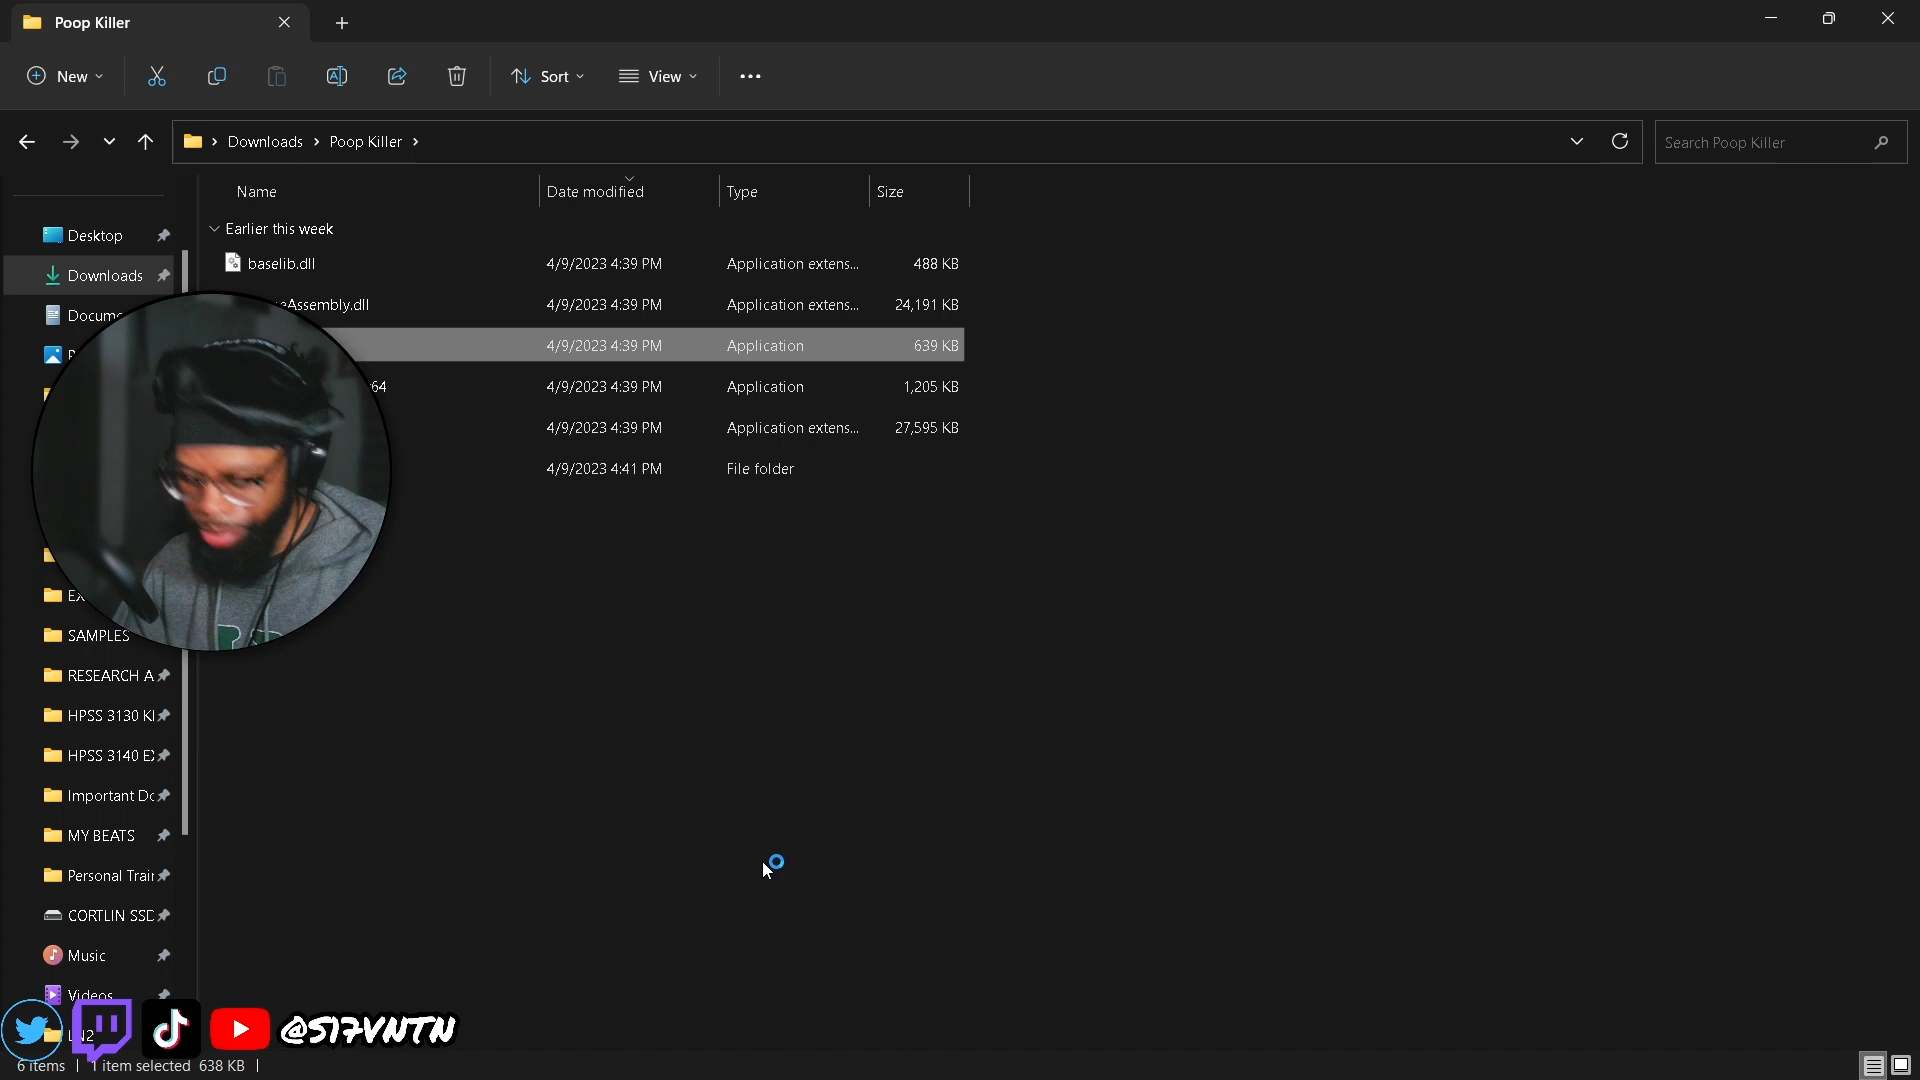 Poop Killer
New
Sort
View
Downloads
Poop Killer
Search Poop Killer
Name
Date modified
Type
Size
Earlier this week
baselib.dll 4/9/2023 4:39 PM Application extens... 488 KB
Assembly.dll 4/9/2023 4:39 PM Application extens... 24,191 KB
4/9/2023 4:39 PM Application 639 KB
64 4/9/2023 4:39 PM Application 1,205 KB
4/9/2023 4:39 PM Application extens... 27,595 KB
4/9/2023 4:41 PM File folder
Desktop
Downloads
Docume
P
EX
SAMPLES
RESEARCH A
HPSS 3130 KI
HPSS 3140 EX
Important Do
MY BEATS
Personal Train
CORTLIN SSD
Music
Videos
@S17VNTN
6 items
1 item selected 638 KB